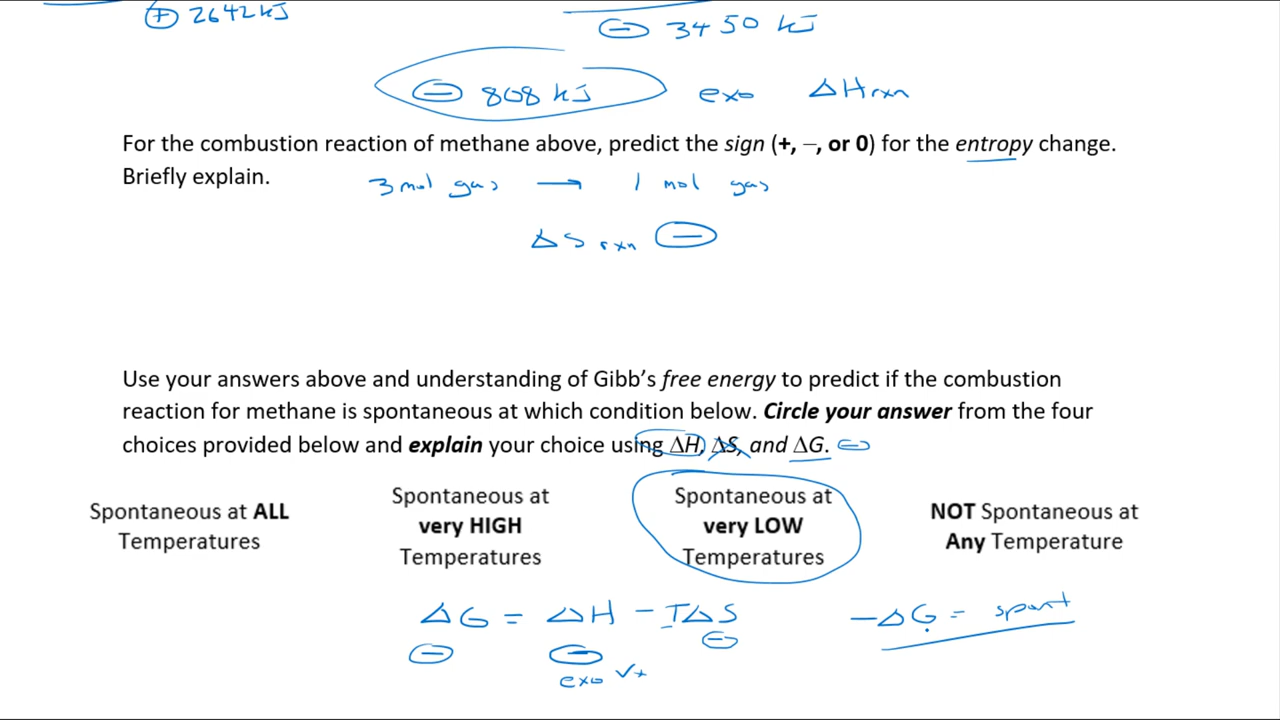 ⊕ 2642 kJ
⊖ 3450 kJ
⊖ 808 kJ exo ΔHrxn
For the combustion reaction of methane above, predict the sign (+, –, or 0) for the entropy change.
Briefly explain.
3 mol gas → 1 mol gas
ΔS rxn ⊖
Use your answers above and understanding of Gibb's free energy to predict if the combustion
reaction for methane is spontaneous at which condition below. Circle your answer from the four
choices provided below and explain your choice using ΔH, ΔS, and ΔG. ⊖
Spontaneous at ALL
Temperatures
Spontaneous at
very HIGH
Temperatures
Spontaneous at
very LOW
Temperatures
NOT Spontaneous at
Any Temperature
ΔG = ΔH - TΔS
⊖ ⊖ ⊖
exo
-ΔG = spont